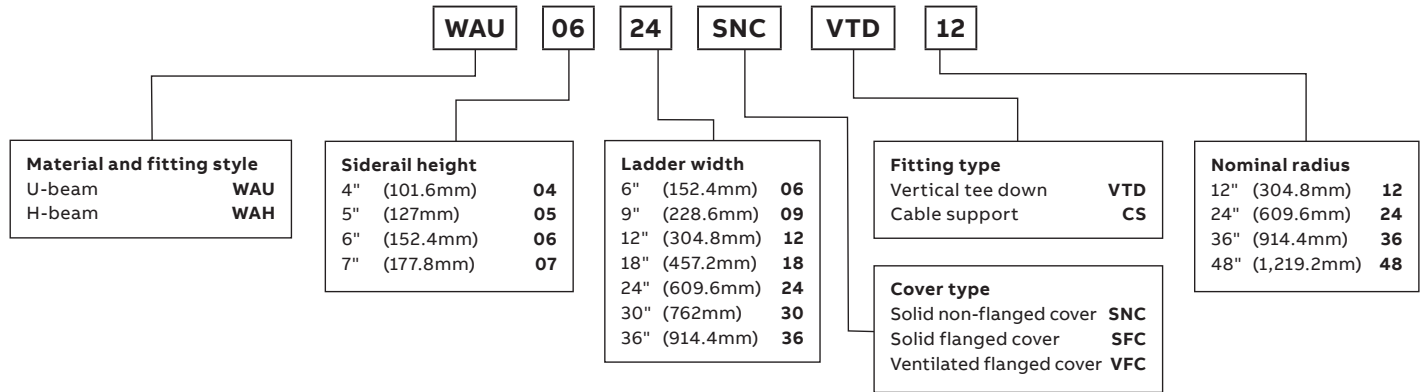 WAU 06 24 SNC VTD 12
Material and fitting style
U-beam WAU
H-beam WAH
Siderail height
4" (101.6mm) 04
5" (127mm) 05
6" (152.4mm) 06
7" (177.8mm) 07
Ladder width
6" (152.4mm) 06
9" (228.6mm) 09
12" (304.8mm) 12
18" (457.2mm) 18
24" (609.6mm) 24
30" (762mm) 30
36" (914.4mm) 36
Fitting type
Vertical tee down VTD
Cable support CS
Cover type
Solid non-flanged cover SNC
Solid flanged cover SFC
Ventilated flanged cover VFC
Nominal radius
12" (304.8mm) 12
24" (609.6mm) 24
36" (914.4mm) 36
48" (1,219.2mm) 48